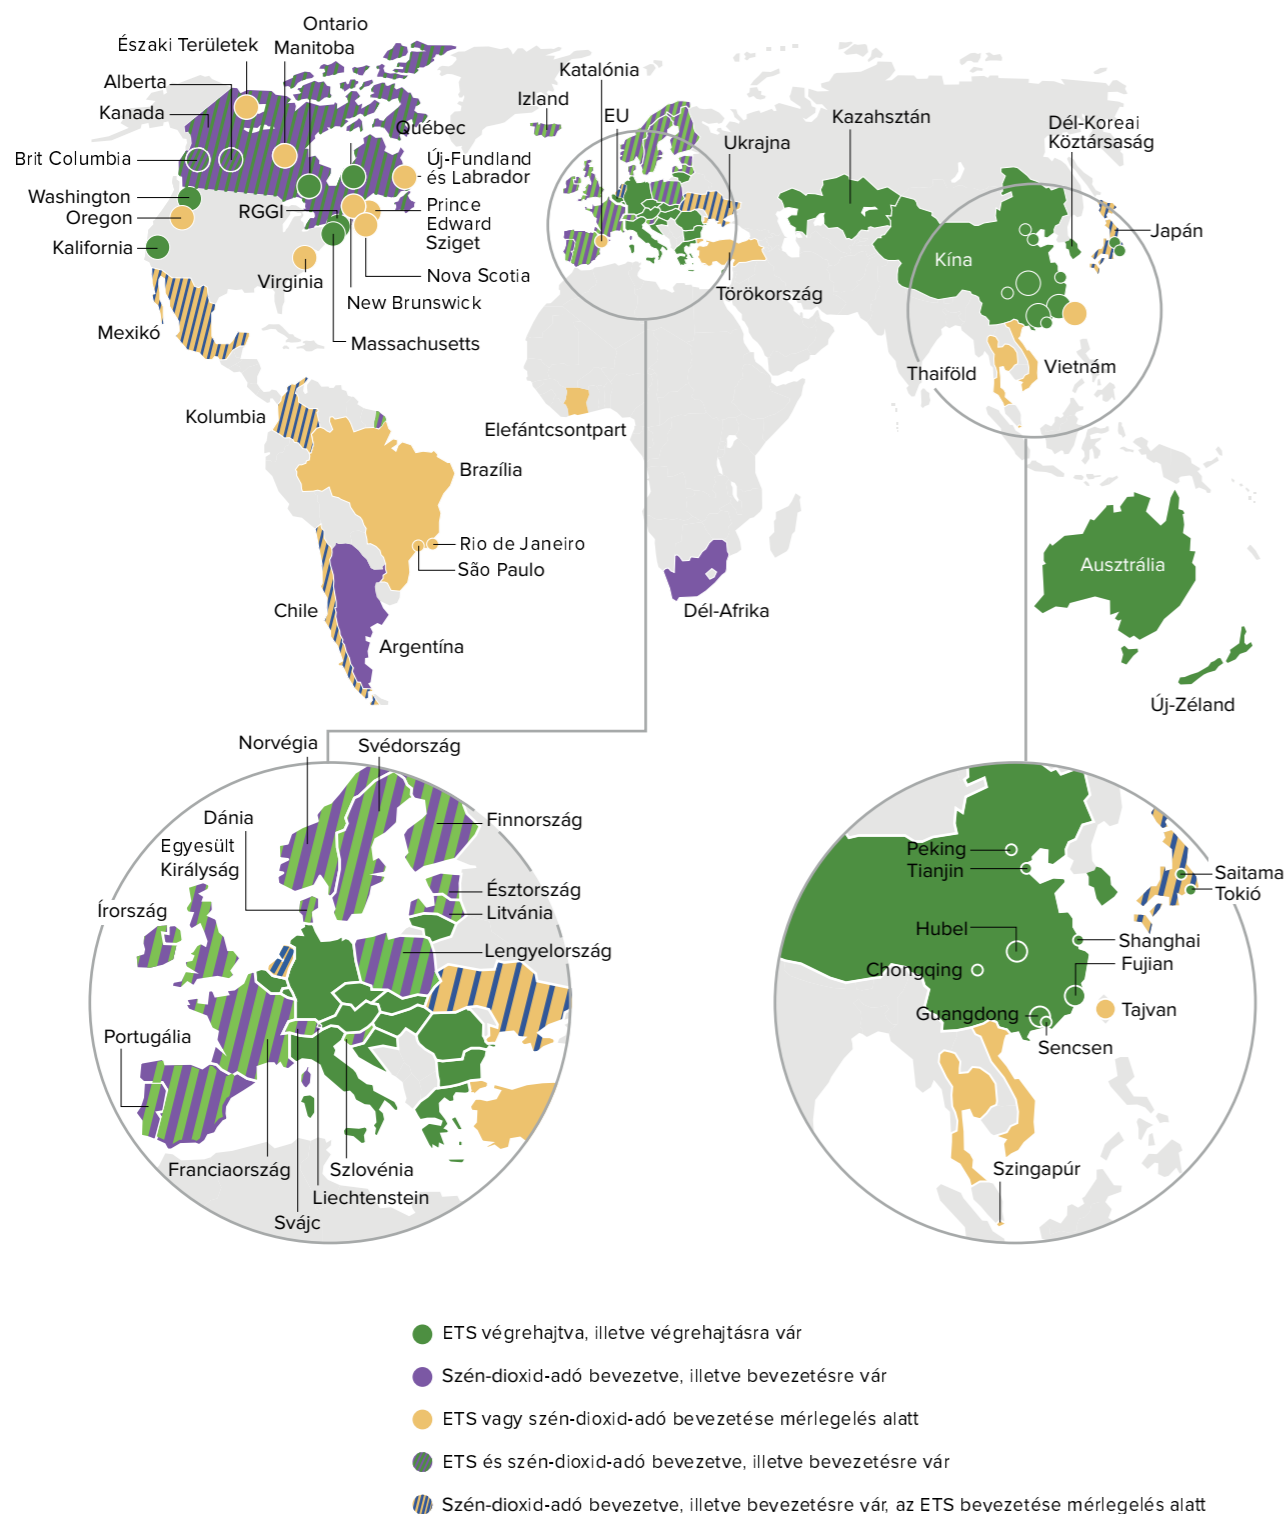 Ontario
Északi Területek
Manitoba
Alberta
Kanada
Québec
Brit Columbia
Új-Fundland
és Labrador
Washington
Oregon
RGGI
Prince
Edward
Sziget
Kalifornia
Virginia
Nova Scotia
New Brunswick
Mexikó
Massachusetts
Katalónia
Izland
EU
Ukrajna
Kazahsztán
Dél-Koreai
Köztársaság
Japán
Kína
Törökország
Thaiföld
Vietnám
Kolumbia
Elefántcsontpart
Brazília
Rio de Janeiro
São Paulo
Chile
Argentína
Dél-Afrika
Ausztrália
Új-Zéland
Norvégia
Svédország
Dánia
Finnország
Egyesült
Királyság
Észtország
Írország
Litvánia
Lengyelország
Portugália
Franciaország
Szlovénia
Liechtenstein
Svájc
Peking
Tianjin
Saitama
Tokió
Hubel
Shanghai
Fujian
Chongqing
Guangdong
Tajvan
Sencsen
Szingapúr
ETS végrehajtva, illetve végrehajtásra vár
Szén-dioxid-adó bevezetve, illetve bevezetésre vár
ETS vagy szén-dioxid-adó bevezetése mérlegelés alatt
ETS és szén-dioxid-adó bevezetve, illetve bevezetésre vár
Szén-dioxid-adó bevezetve, illetve bevezetésre vár, az ETS bevezetése mérlegelés alatt